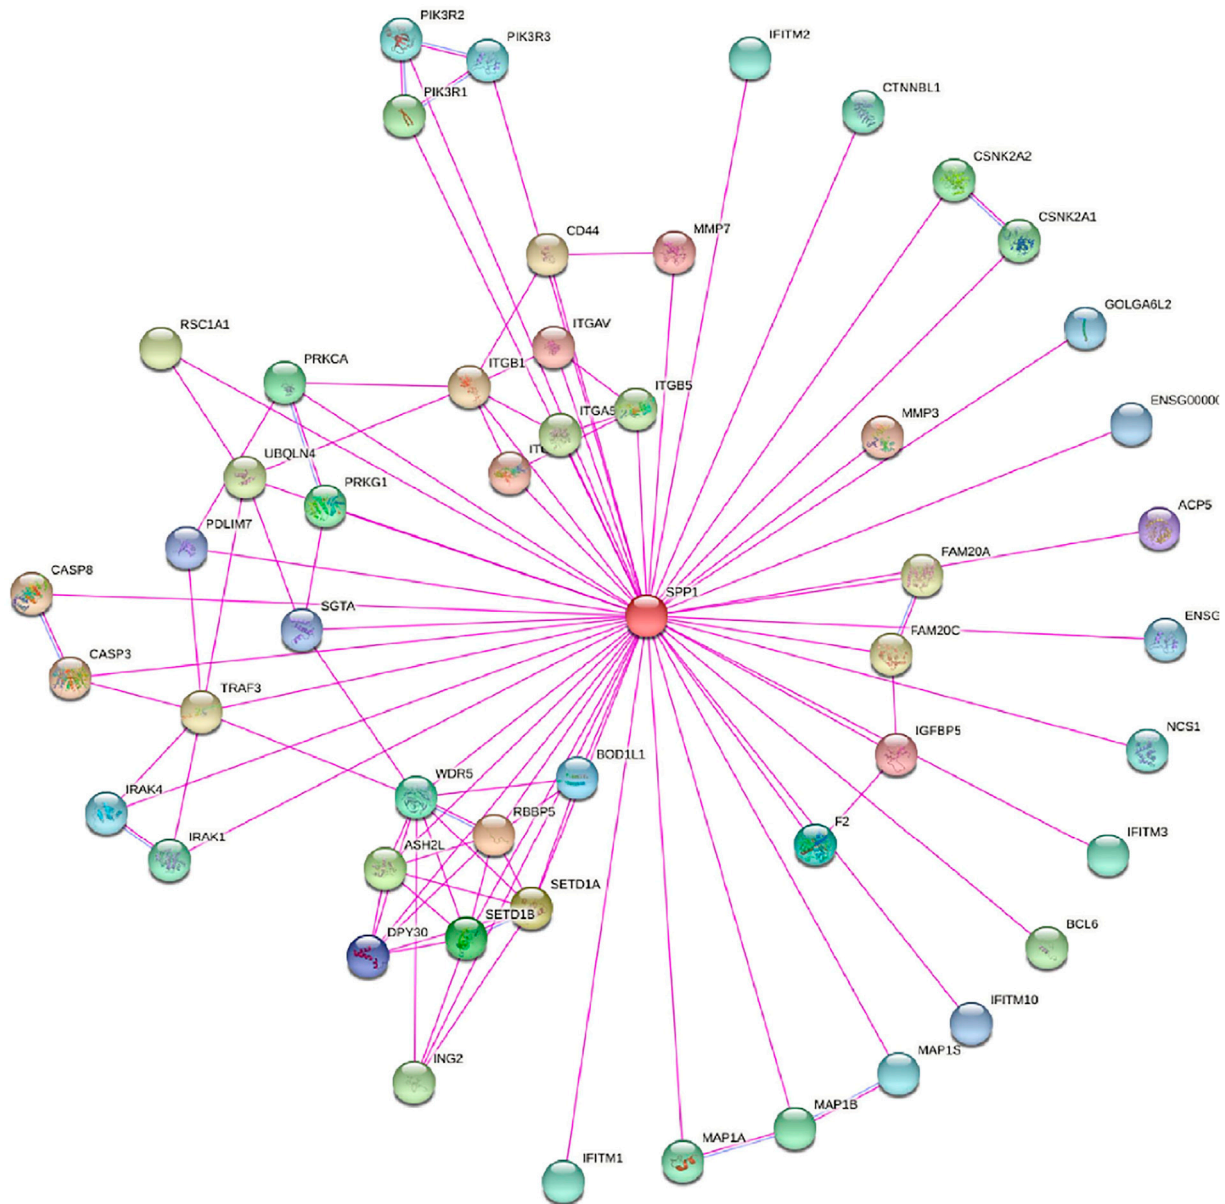 PIK3R2
PIK3R3
IFITM2
PIK3R1
CTNNBL1
CSNK2A2
CSNK2A1
CD44
MMP7
GOLGA6L2
RSC1A1
ITGAV
PRKCA
ITGB1
ITGB5
ENSG0000
ITGA5
MMP3
UBQLN4
PRKG1
ACP5
PDLIM7
FAM20A
CASP8
SPP1
SGTA
ENSG
FAM20C
CASP3
TRAF3
NCS1
IGFBP5
BOD1L1
WDR5
IRAK4
RBBP5
F2
IFITM3
IRAK1
ASH2L
SETD1A
SETD1B
BCL6
DPY30
IFITM10
ING2
MAP1S
MAP1B
MAP1A
IFITM1